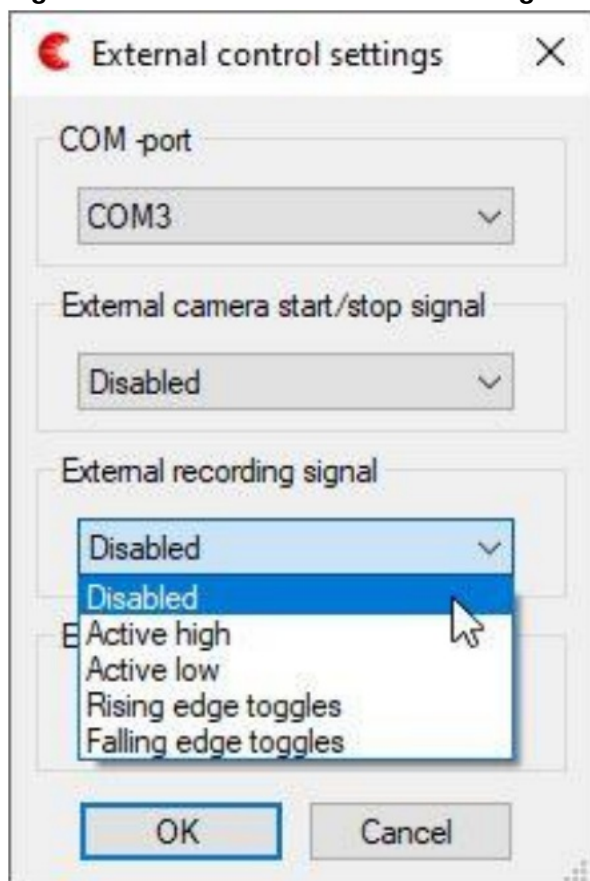 External control settings
COM -port
COM3
External camera start/stop signal
Disabled
External recording signal
Disabled
Disabled
E
Active high
Active low
Rising edge toggles
Falling edge toggles
OK
Cancel